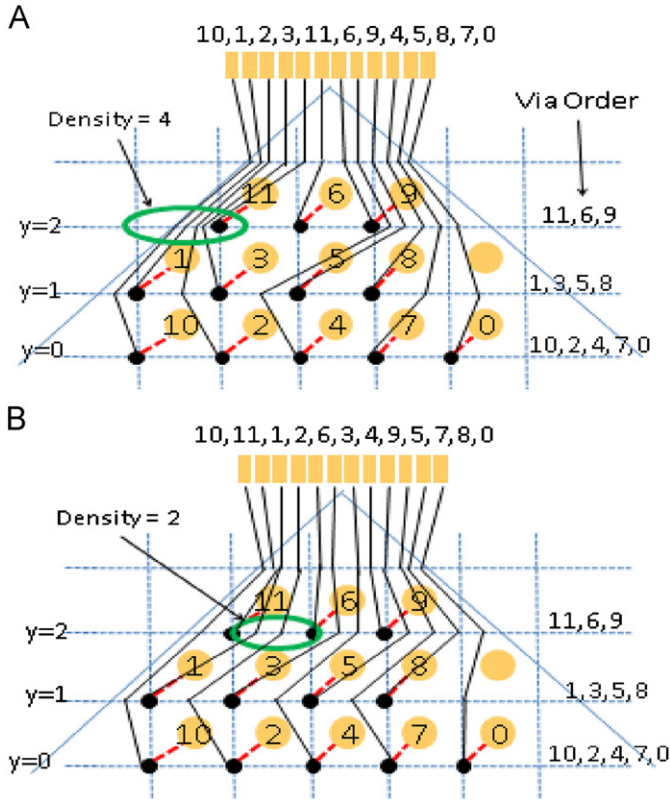 A
10,1,2,3,11,6,9,4,5,8,7,0
Density = 4
Via Order
11 6 9
y=2 11,6,9
1 3 5 8
y=1 1,3,5,8
10 2 4 7 0
y=0 10,2,4,7,0
B
10,11,1,2,6,3,4,9,5,7,8,0
Density = 2
11 6 9
y=2 11,6,9
1 3 5 8
y=1 1,3,5,8
10 2 4 7 0
y=0 10,2,4,7,0